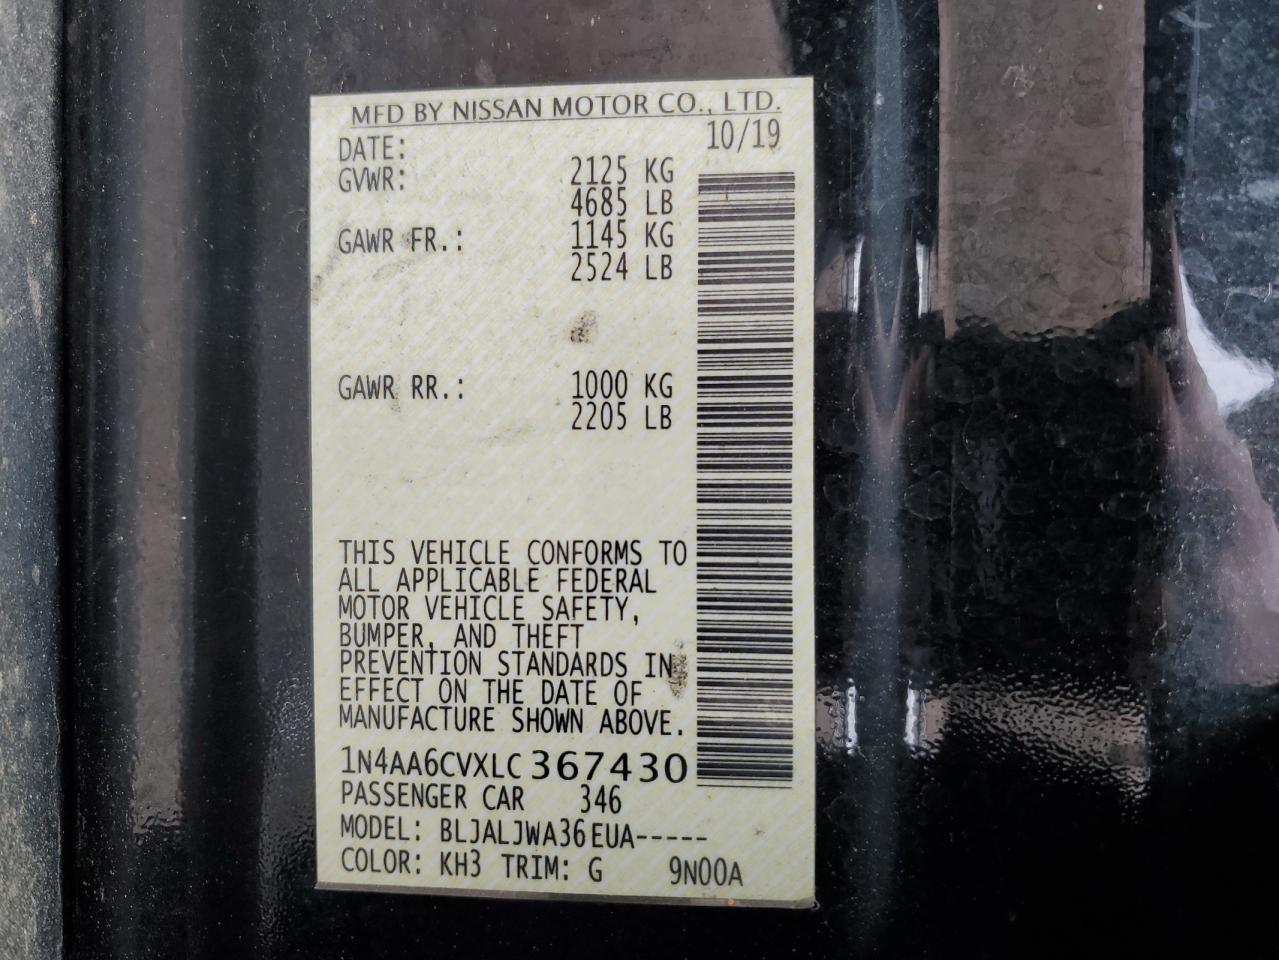 MFD BY NISSAN MOTOR CO., LTD.
DATE: 10/19
GVWR: 2125 KG
4685 LB
GAWR FR.: 1145 KG
2524 LB
GAWR RR.: 1000 KG
2205 LB
THIS VEHICLE CONFORMS TO
ALL APPLICABLE FEDERAL
MOTOR VEHICLE SAFETY,
BUMPER, AND THEFT
PREVENTION STANDARDS IN
EFFECT ON THE DATE OF
MANUFACTURE SHOWN ABOVE.
1N4AA6CVXLC367430
PASSENGER CAR 346
MODEL: BLJALJWA36EUA-----
COLOR: KH3 TRIM: G 9N00A